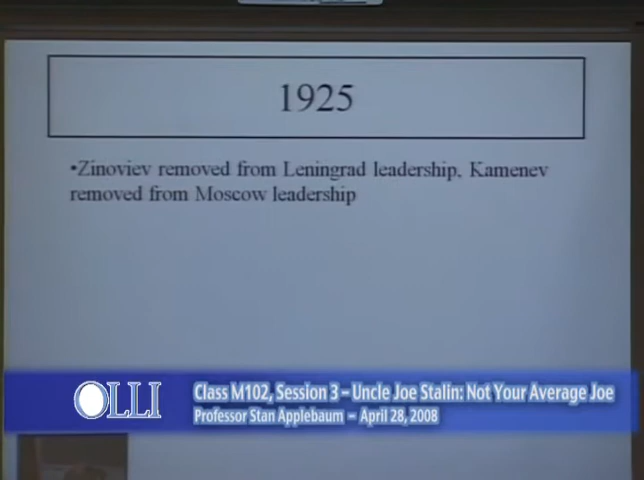 1925
•Zinoviev removed from Leningrad leadership, Kamenev
removed from Moscow leadership
OLLI
Class M102, Session 3 – Uncle Joe Stalin: Not Your Average Joe
Professor Stan Applebaum – April 28, 2008